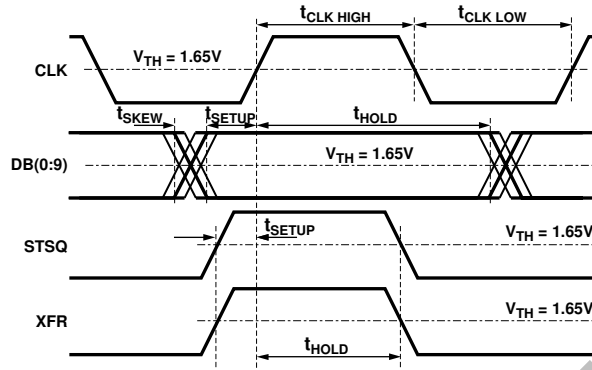 tCLK HIGH
tCLK LOW
CLK
VTH = 1.65V
tSKEW
tSETUP
tHOLD
DB(0:9)
VTH = 1.65V
tSETUP
STSQ
VTH = 1.65V
XFR
VTH = 1.65V
tHOLD